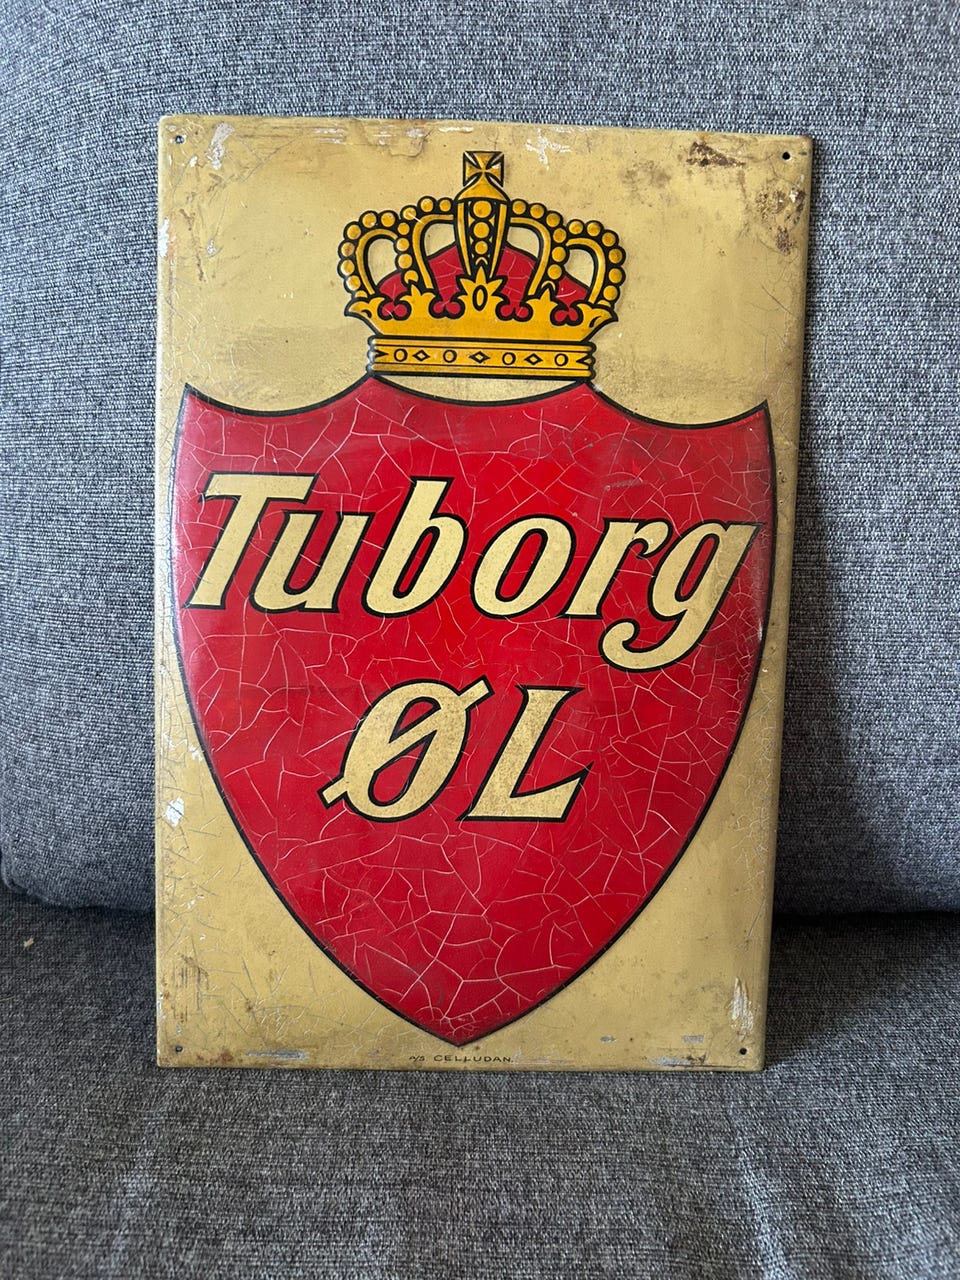 Tuborg
ØL
A/S CELLUDAN.